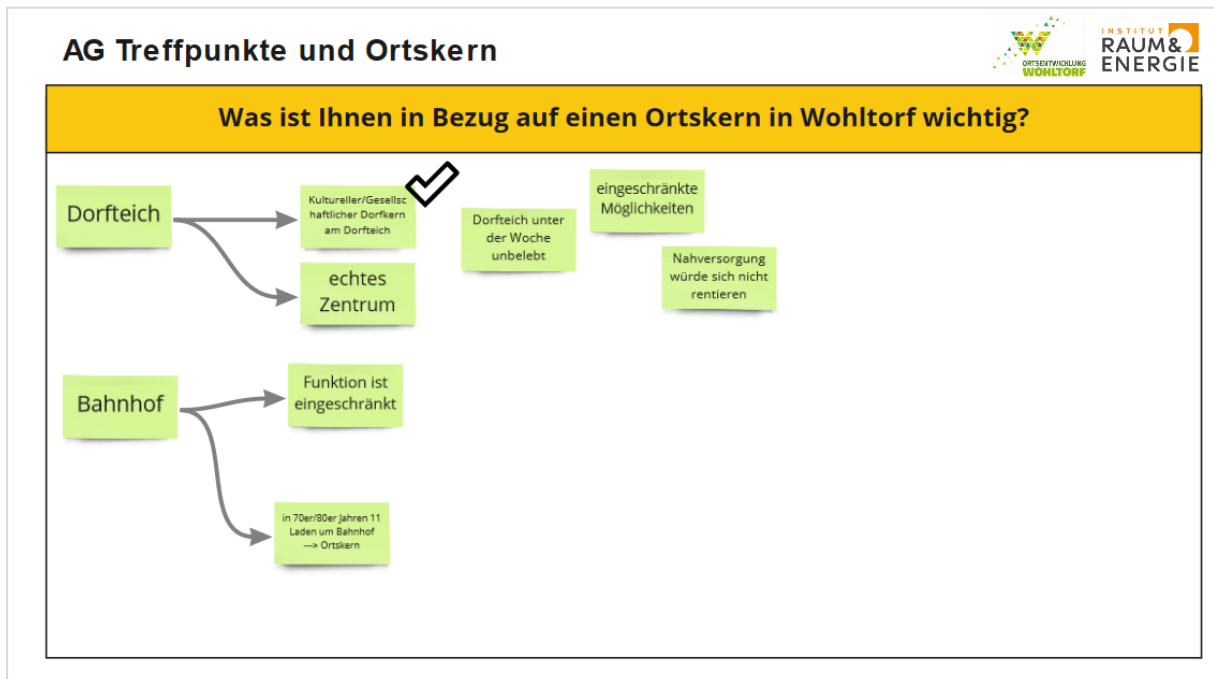 AG Treffpunkte und Ortskern
ORTSENTWICKLUNG
WOHLTORF
INSTITUT
RAUM&
ENERGIE
Was ist Ihnen in Bezug auf einen Ortskern in Wohltorf wichtig?
Dorfteich
Kultureller/Gesellsc
haftlicher Dorfkern
am Dorfteich
echtes
Zentrum
Dorfteich unter
der Woche
unbelebt
eingeschränkte
Möglichkeiten
Nahversorgung
würde sich nicht
rentieren
Bahnhof
Funktion ist
eingeschränkt
in 70er/80er Jahren 11
Laden um Bahnhof
—> Ortskern